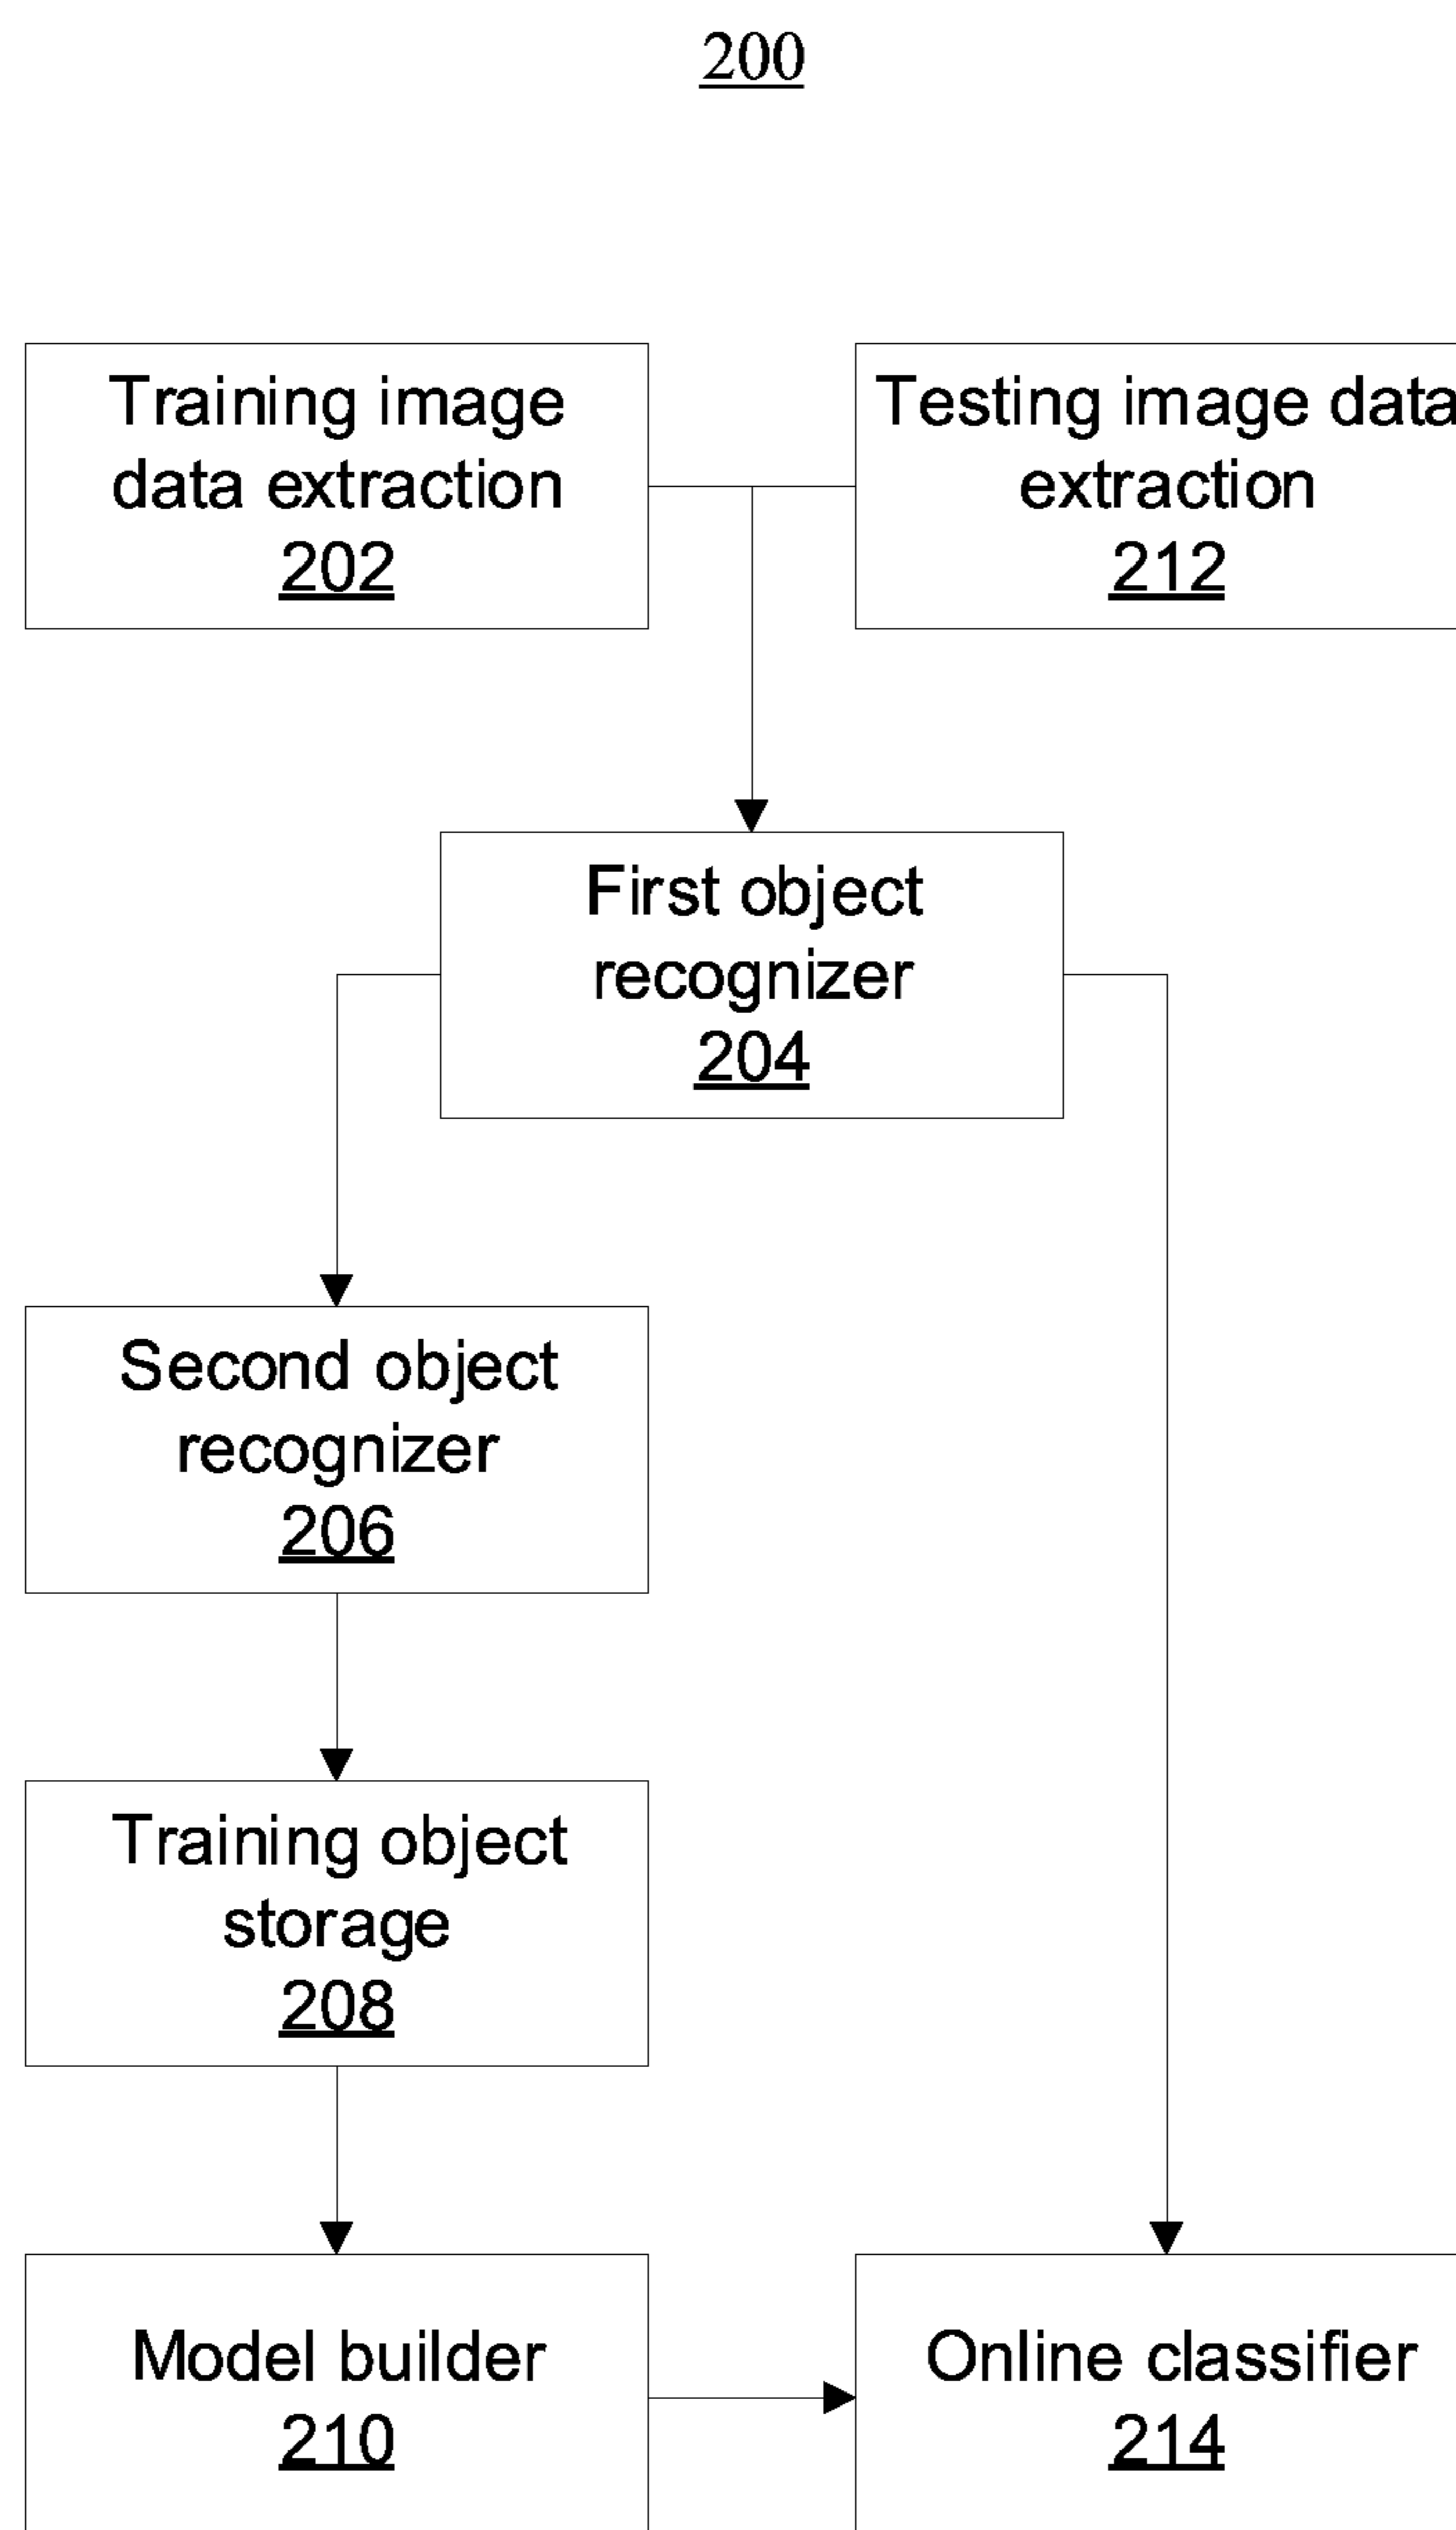 200
Training image
data extraction
202
Testing image data
extraction
212
First object
recognizer
204
Second object
recognizer
206
Training object
storage
208
Model builder
210
Online classifier
214